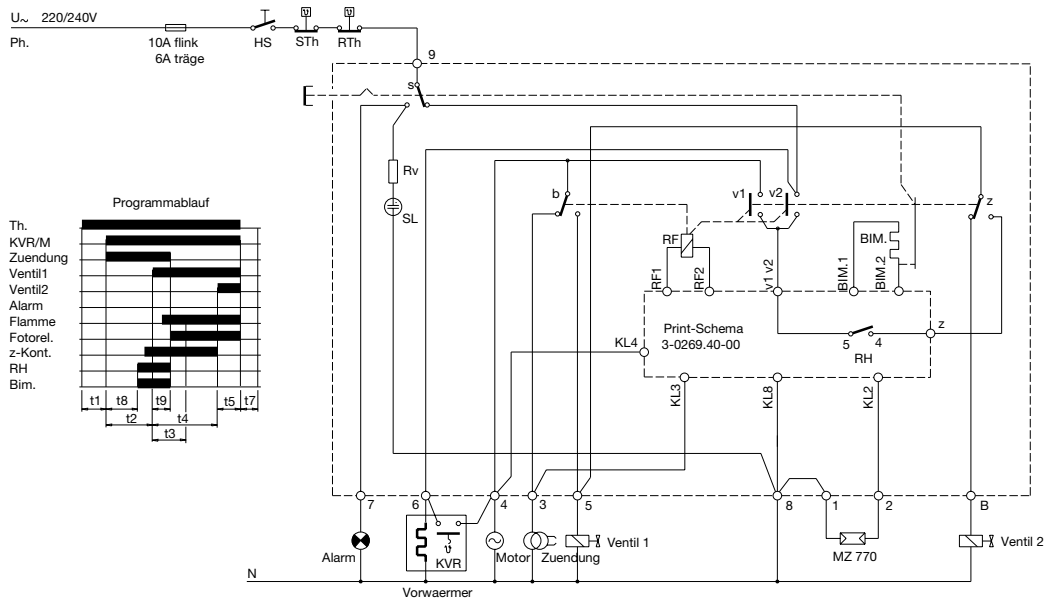 U~ 220/240V
Ph.
10A flink
6A träge
HS
STh
RTh
9
s
Rv
SL
b
v1
v2
z
RF
BIM.
RF1
RF2
v1 v2
BIM.1
BIM.2
Print-Schema
3-0269.40-00
KL4
5
4
RH
z
KL3
KL8
KL2
Programmablauf
Th.
KVR/M
Zuendung
Ventil1
Ventil2
Alarm
Flamme
Fotorel.
z-Kont.
RH
Bim.
t1
t8
t9
t5
t7
t2
t4
t3
7
6
4
3
5
8
1
2
B
Alarm
KVR
Motor
Zuendung
Ventil 1
MZ 770
Ventil 2
N
Vorwaermer